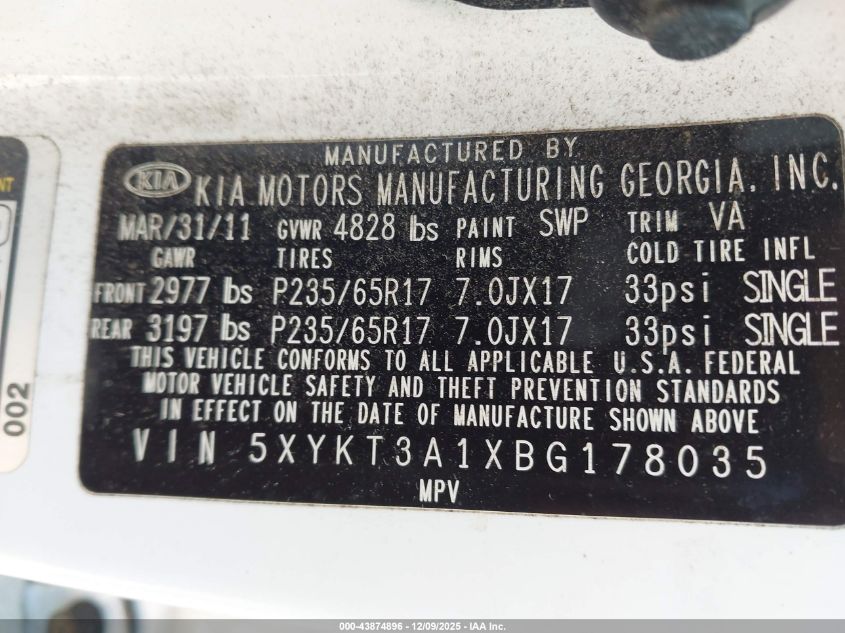 MANUFACTURED BY
KIA KIA MOTORS MANUFACTURING GEORGIA, INC.
MAR/31/11 GVWR 4828 lbs PAINT SWP TRIM VA
GAWR TIRES RIMS COLD TIRE INFL
FRONT 2977 lbs P235/65R17 7.0JX17 33psi SINGLE
REAR 3197 lbs P235/65R17 7.0JX17 33psi SINGLE
THIS VEHICLE CONFORMS TO ALL APPLICABLE U.S.A. FEDERAL
MOTOR VEHICLE SAFETY AND THEFT PREVENTION STANDARDS
IN EFFECT ON THE DATE OF MANUFACTURE SHOWN ABOVE
VIN 5XYKT3A1XBG178035
MPV
002
000-43874896 - 12/09/2025 - IAA Inc.